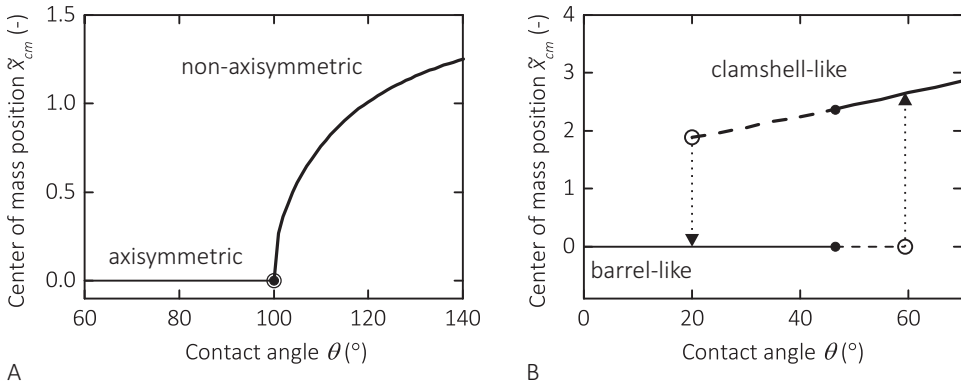 1.5
1.0
0.5
0.0
60
80
100
120
140
non-axisymmetric
axisymmetric
Center of mass position x̃cm (-)
Contact angle θ (°)
A
4
3
2
1
0
0
20
40
60
clamshell-like
barrel-like
Center of mass position x̃cm (-)
Contact angle θ (°)
B